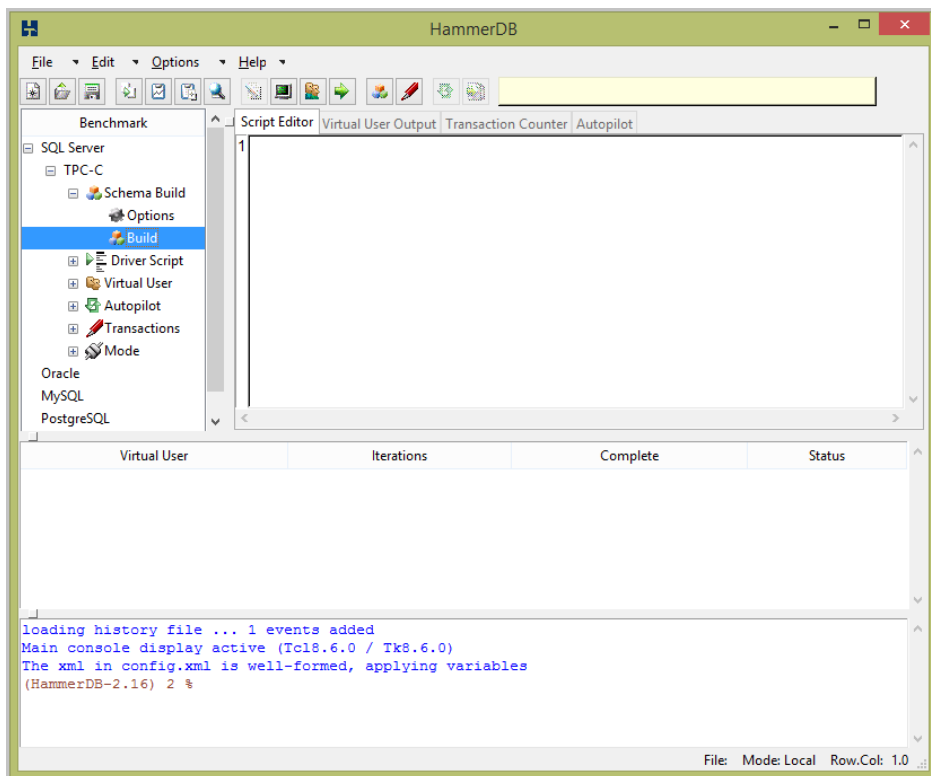 HammerDB
File Edit Options Help
Benchmark
SQL Server
TPC-C
Schema Build
Options
Build
Driver Script
Virtual User
Autopilot
Transactions
Mode
Oracle
MySQL
PostgreSQL
Script Editor Virtual User Output Transaction Counter Autopilot
1
Virtual User Iterations Complete Status
loading history file ... 1 events added
Main console display active (Tcl8.6.0 / Tk8.6.0)
The xml in config.xml is well-formed, applying variables
(HammerDB-2.16) 2 %
File: Mode: Local Row.Col: 1.0